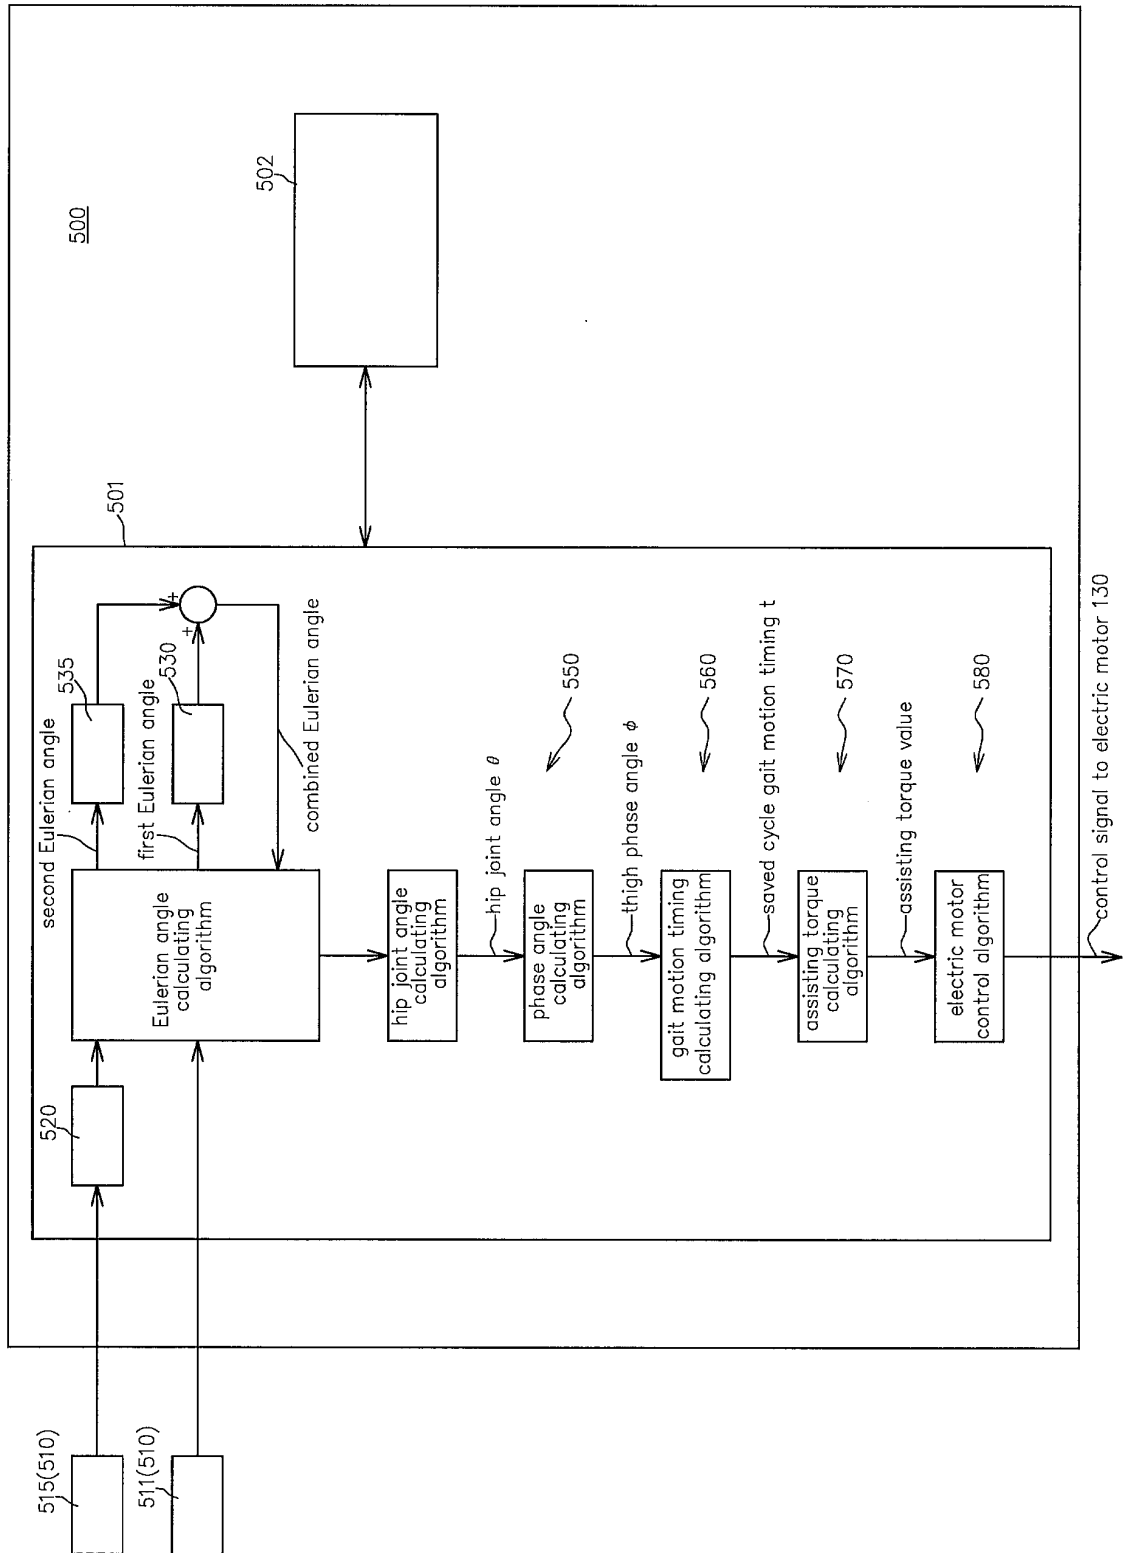 500
502
501
515(510)
520
second Eulerian angle
535
511(510)
Eulerian angle
calculating
algorithm
first Eulerian angle
530
+
+
combined Eulerian angle
hip joint angle
calculating
algorithm
hip joint angle θ
phase angle
calculating
algorithm
550
thigh phase angle ϕ
gait motion timing
calculating algorithm
560
saved cycle gait motion timing t
assisting torque
calculating
algorithm
570
assisting torque value
electric motor
control algorithm
580
control signal to electric motor 130